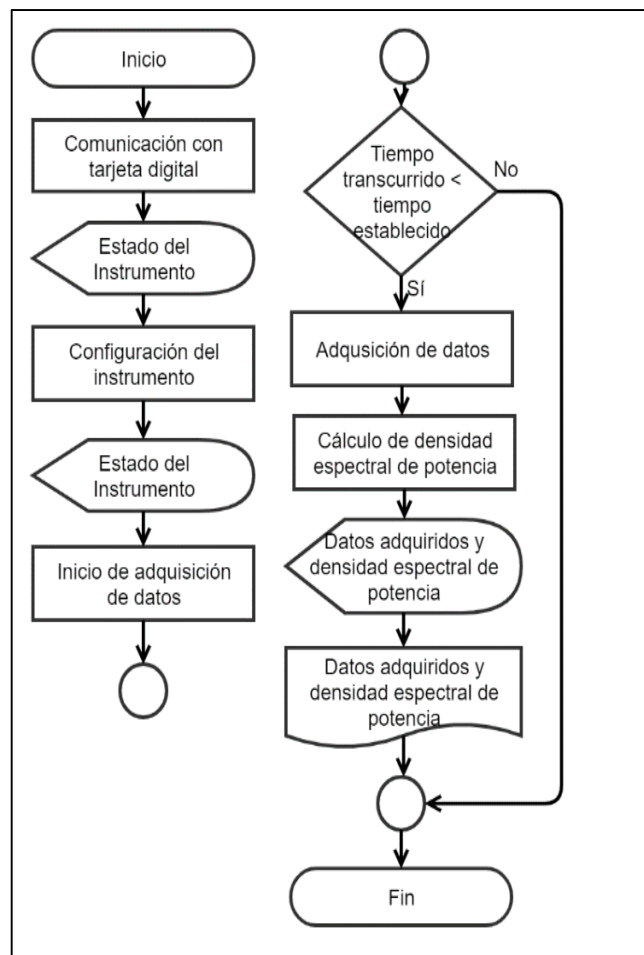 Inicio
Comunicación con
tarjeta digital
Estado del
Instrumento
Configuración del
instrumento
Estado del
Instrumento
Inicio de adquisición
de datos
Tiempo
transcurrido <
tiempo
establecido
No
Sí
Adqusición de datos
Cálculo de densidad
espectral de potencia
Datos adquiridos y
densidad espectral de
potencia
Datos adquiridos y
densidad espectral de
potencia
Fin